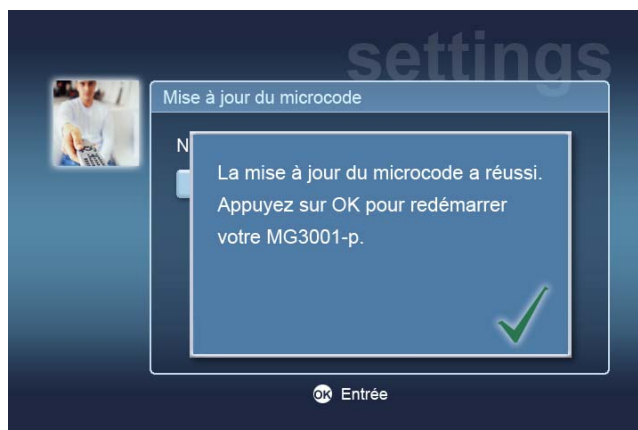 settings
Mise à jour du microcode
N
La mise à jour du microcode a réussi.
Appuyez sur OK pour redémarrer
votre MG3001-p.
OK Entrée